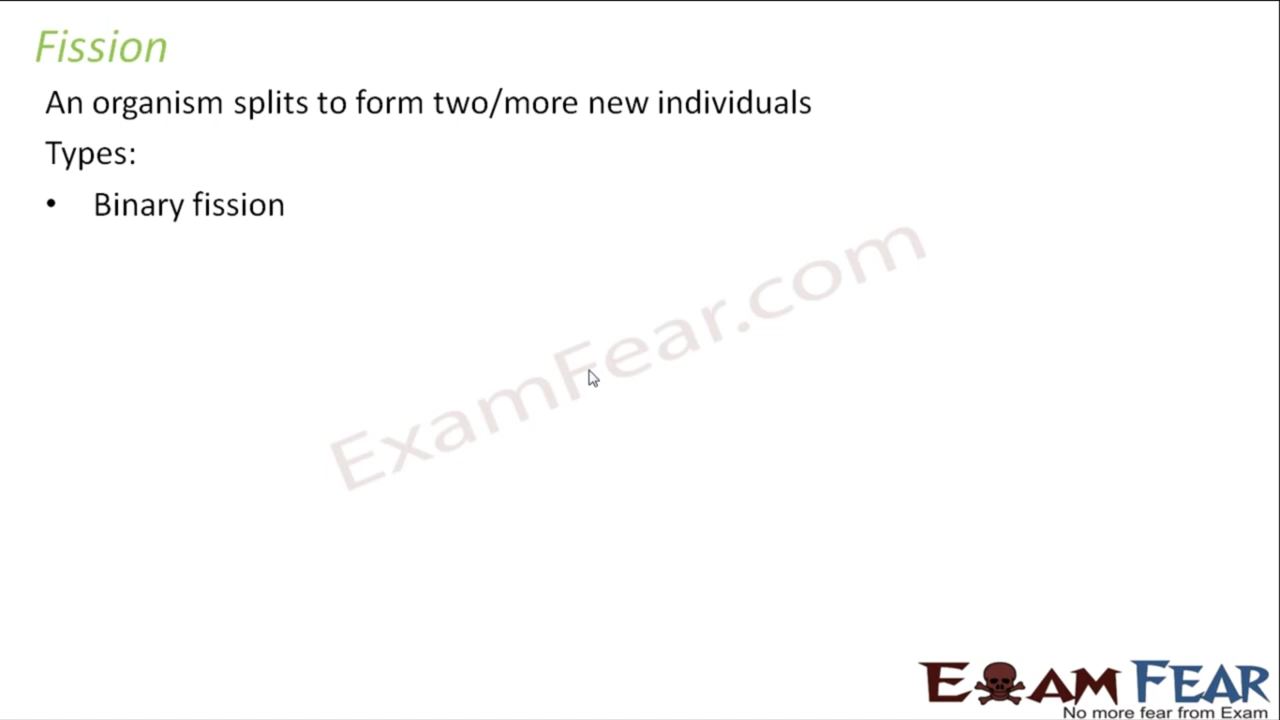 Fission
An organism splits to form two/more new individuals
Types:
• Binary fission
ExamFear.com
EXAM FEAR
No more fear from Exam